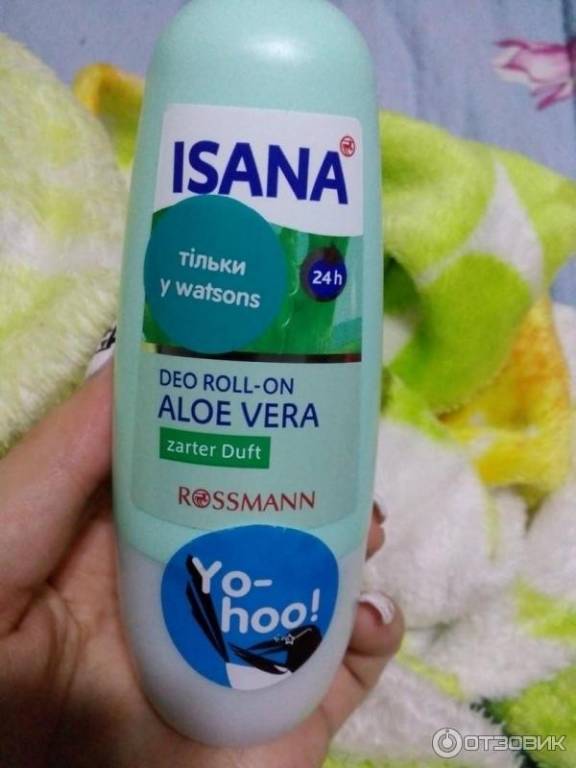 ISANA
тільки
у watsons
24h
DEO ROLL-ON
ALOE VERA
zarter Duft
ROSSMANN
Yo-
hoo!
ОТЗОВИК